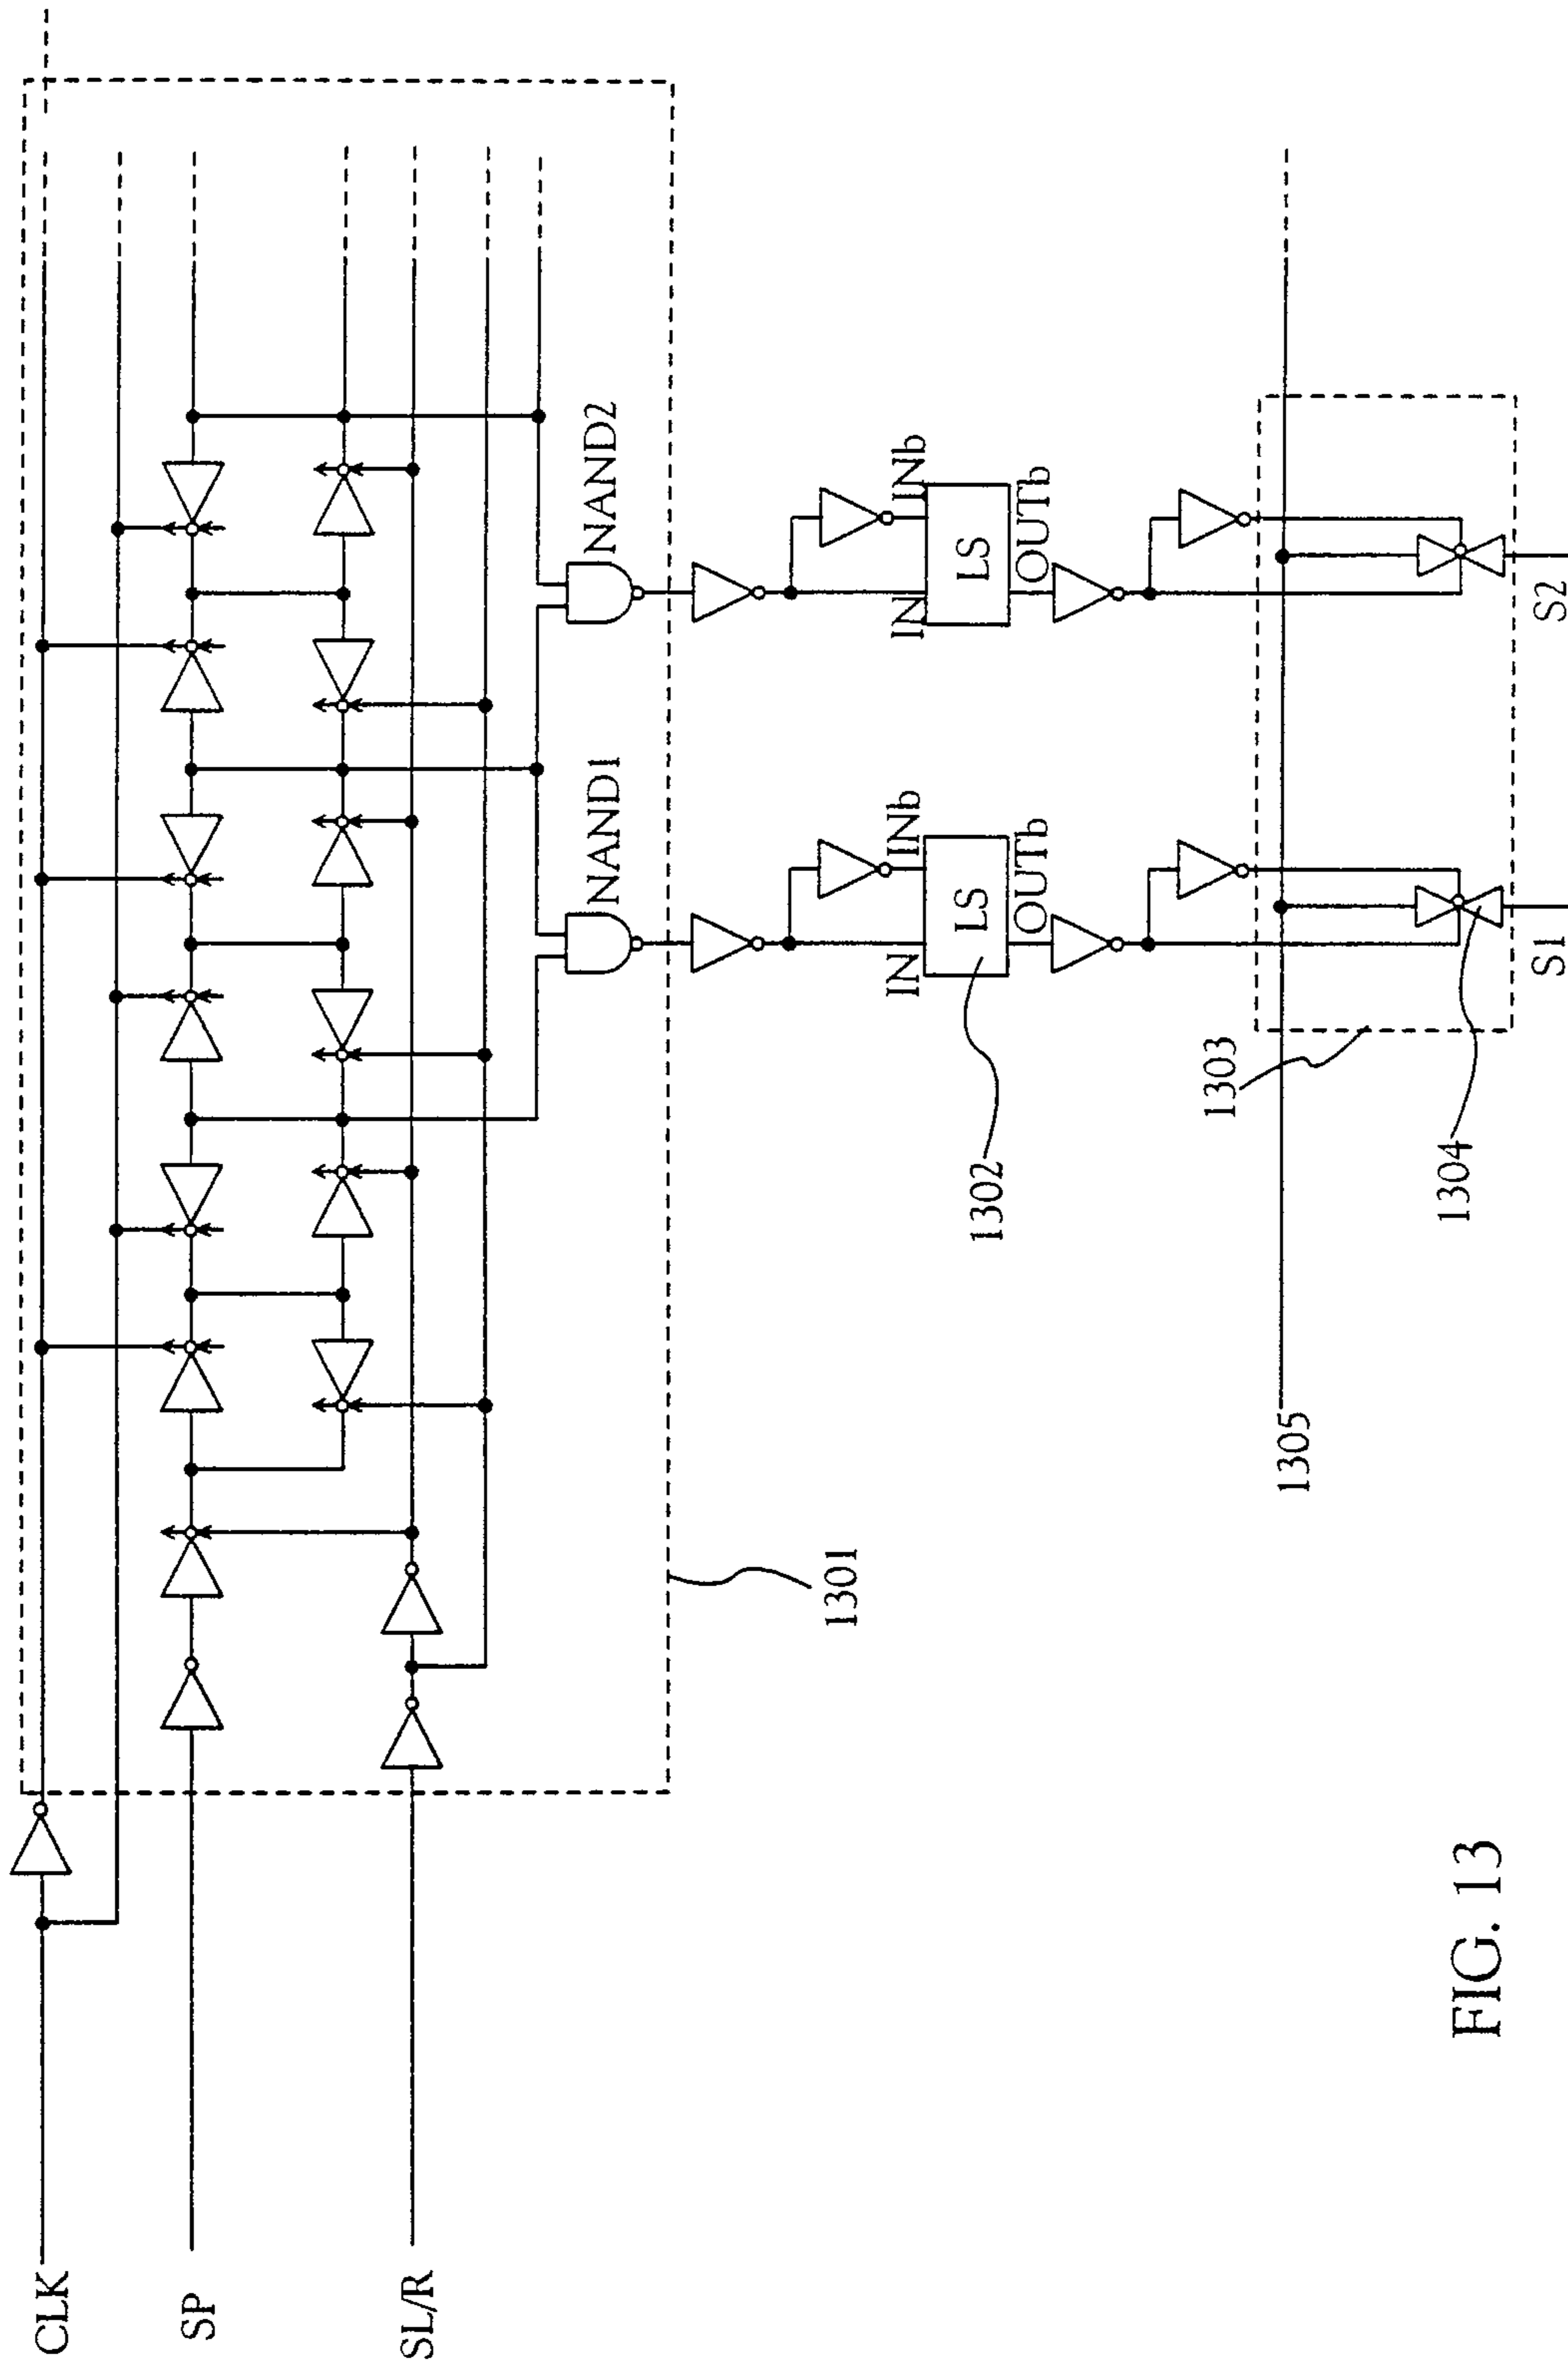 CLK
SP
SL/R
1301
NAND1
NAND2
IN
INb
LS
OUTb
IN
INb
LS
OUTb
1302
1303
1304
1305
S1
S2
FIG. 13